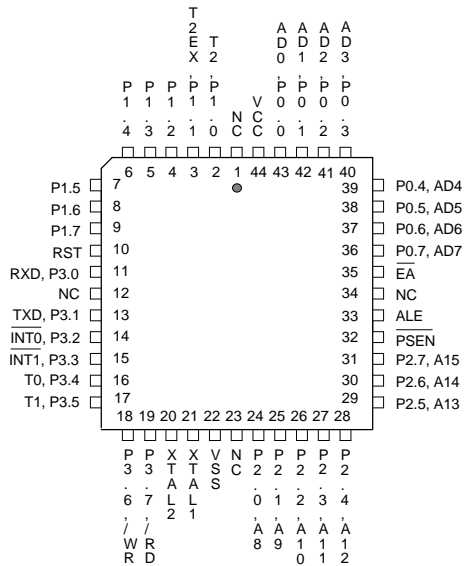 P1.4
P1.3
P1.2
T2EX,P1.1
T2,P1.0
NC
VCC
AD0,P0.0
AD1,P0.1
AD2,P0.2
AD3,P0.3
6 5 4 3 2 1 44 43 42 41 40
P1.5 7
P1.6 8
P1.7 9
RST 10
RXD, P3.0 11
NC 12
TXD, P3.1 13
INT0, P3.2 14
INT1, P3.3 15
T0, P3.4 16
T1, P3.5 17
39 P0.4, AD4
38 P0.5, AD5
37 P0.6, AD6
36 P0.7, AD7
35 EA
34 NC
33 ALE
32 PSEN
31 P2.7, A15
30 P2.6, A14
29 P2.5, A13
18 19 20 21 22 23 24 25 26 27 28
P3.6,/WR
P3.7,/RD
XTAL2
XTAL1
VSS
NC
P2.0,A8
P2.1,A9
P2.2,A10
P2.3,A11
P2.4,A12